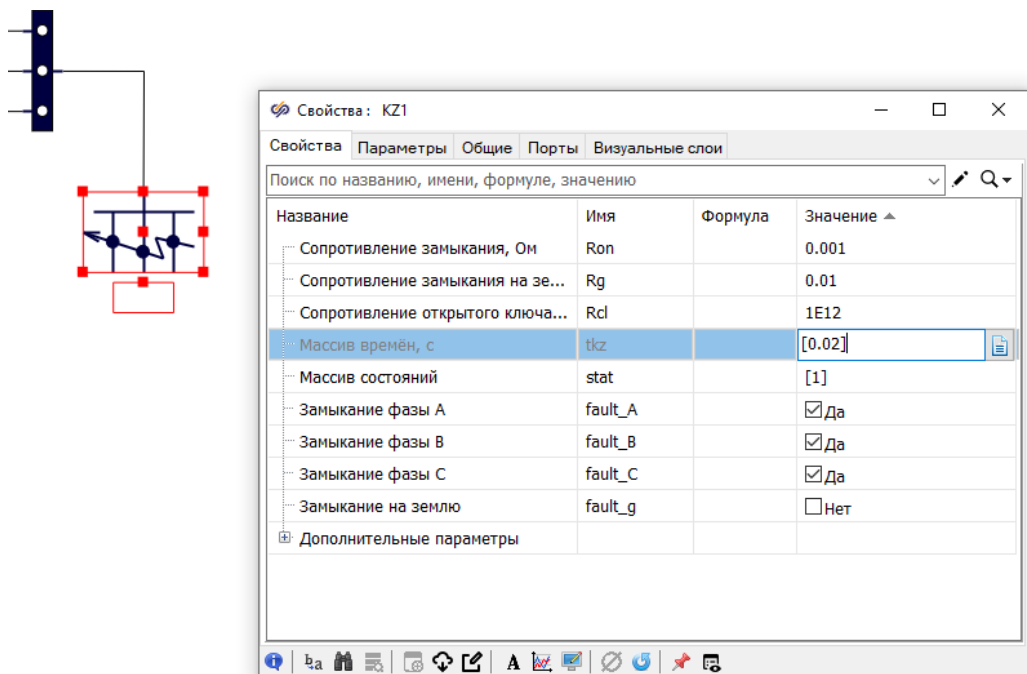 Свойства: KZ1
Свойства Параметры Общие Порты Визуальные слои
Поиск по названию, имени, формуле, значению
Название Имя Формула Значение
Сопротивление замыкания, Ом Ron 0.001
Сопротивление замыкания на зе... Rg 0.01
Сопротивление открытого ключа... Rcl 1E12
Массив времён, с tkz [0.02]
Массив состояний stat [1]
Замыкание фазы A fault_A Да
Замыкание фазы B fault_B Да
Замыкание фазы C fault_C Да
Замыкание на землю fault_g Нет
Дополнительные параметры
ba A